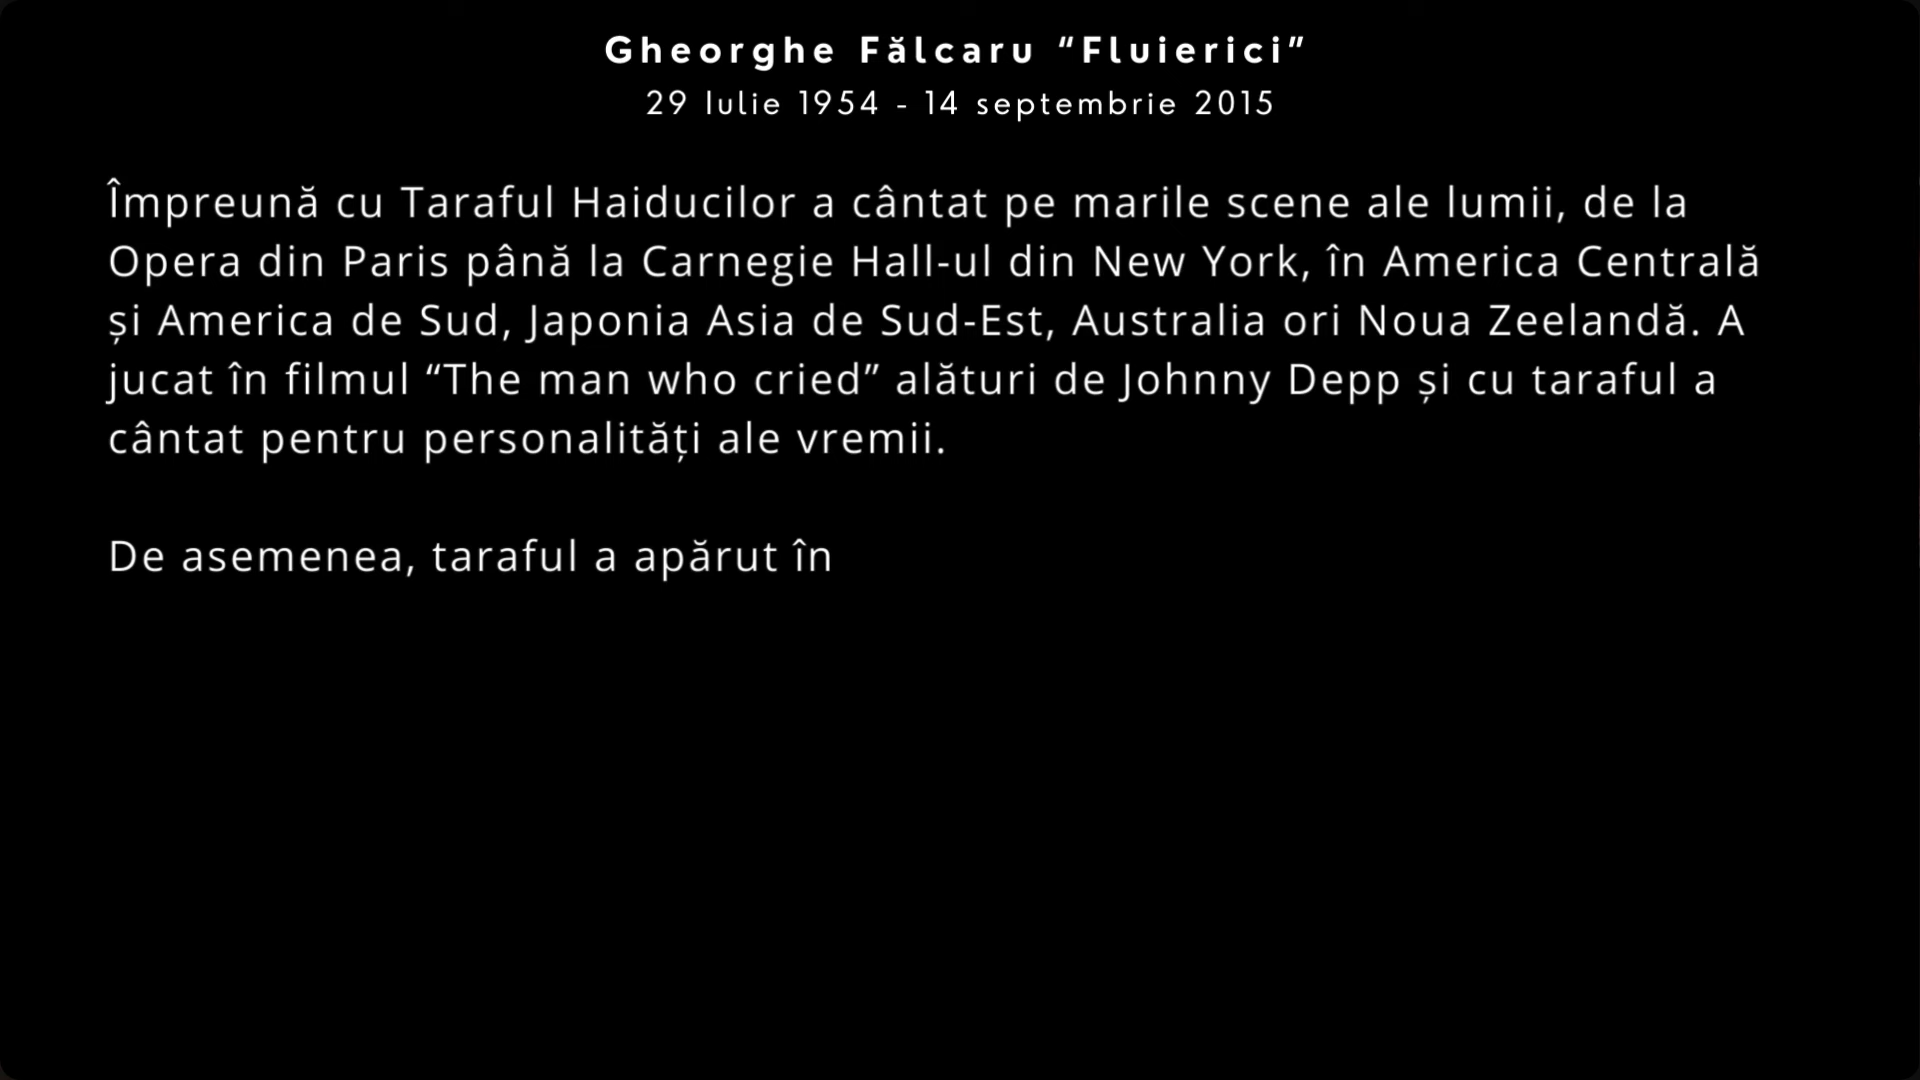 Gheorghe Fălcaru “Fluierici”
29 Iulie 1954 - 14 septembrie 2015
Împreună cu Taraful Haiducilor a cântat pe marile scene ale lumii, de la
Opera din Paris până la Carnegie Hall-ul din New York, în America Centrală
și America de Sud, Japonia Asia de Sud-Est, Australia ori Noua Zeelandă. A
jucat în filmul “The man who cried” alături de Johnny Depp și cu taraful a
cântat pentru personalități ale vremii.
De asemenea, taraful a apărut în